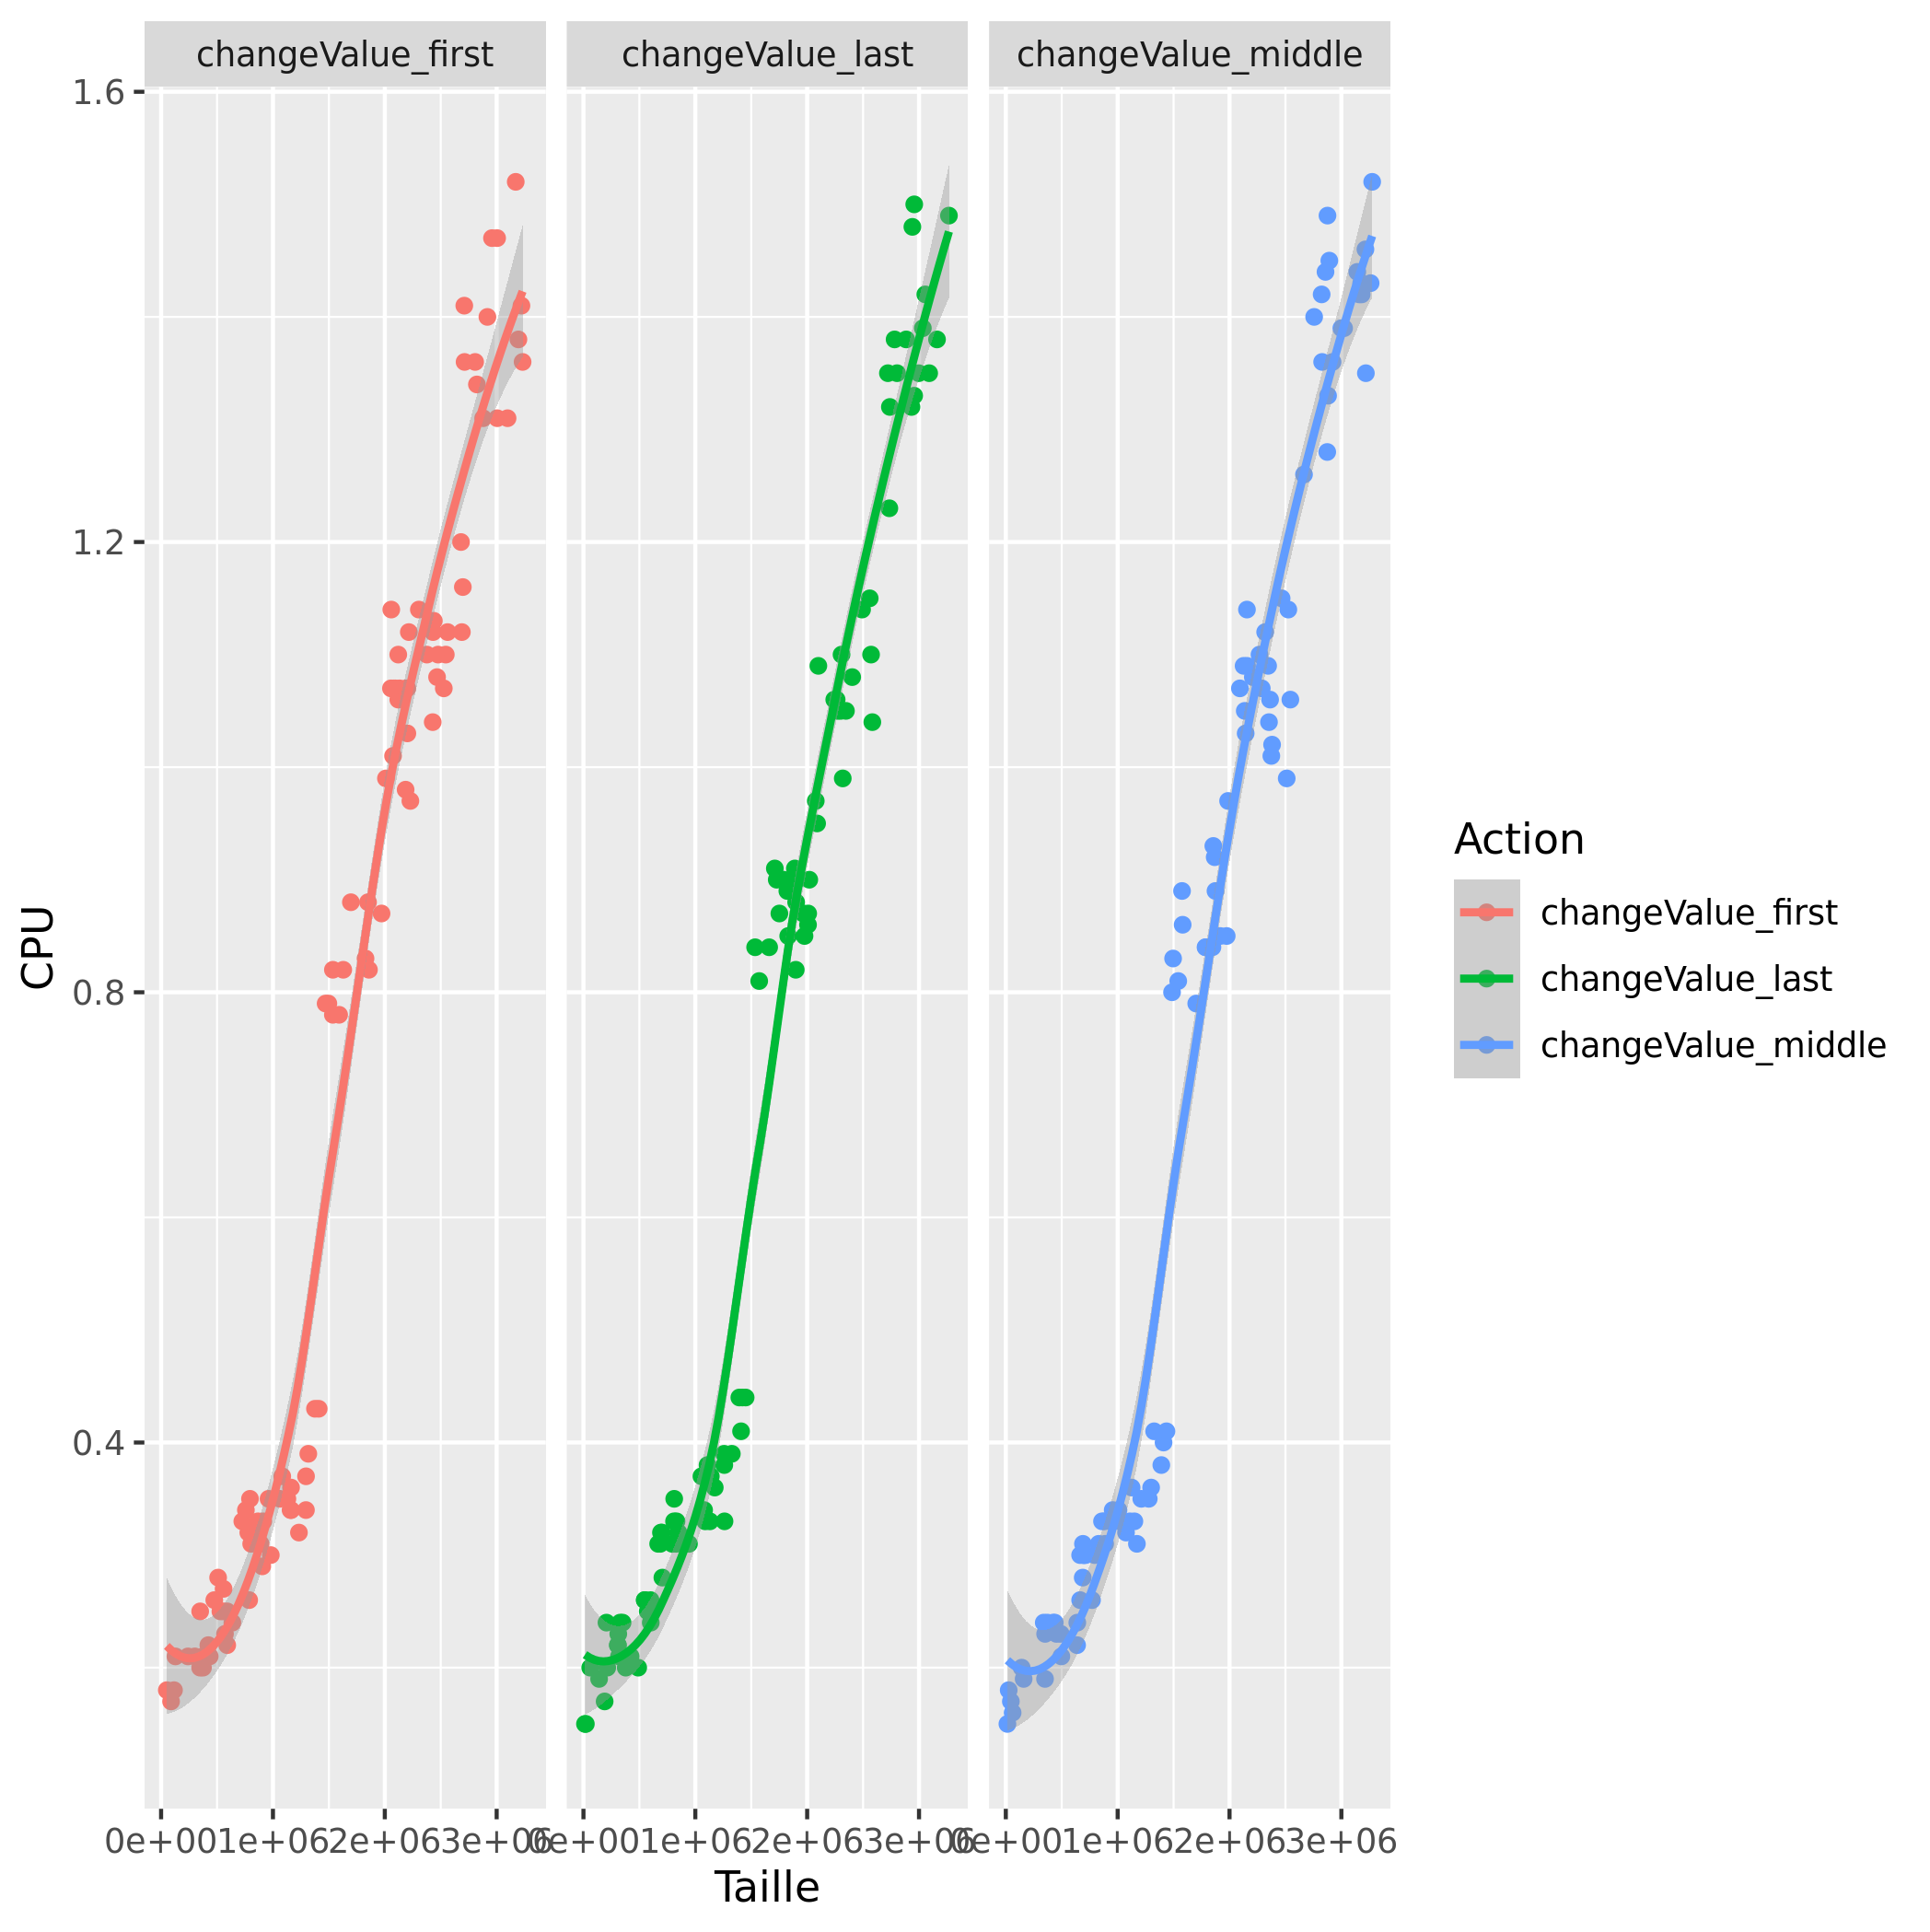 changeValue_first changeValue_last changeValue_middle
1.6
1.2
0.8
0.4
CPU
0e+00 1e+06 2e+06 3e+06 0e+00 1e+06 2e+06 3e+06 0e+00 1e+06 2e+06 3e+06
Taille
Action
changeValue_first
changeValue_last
changeValue_middle